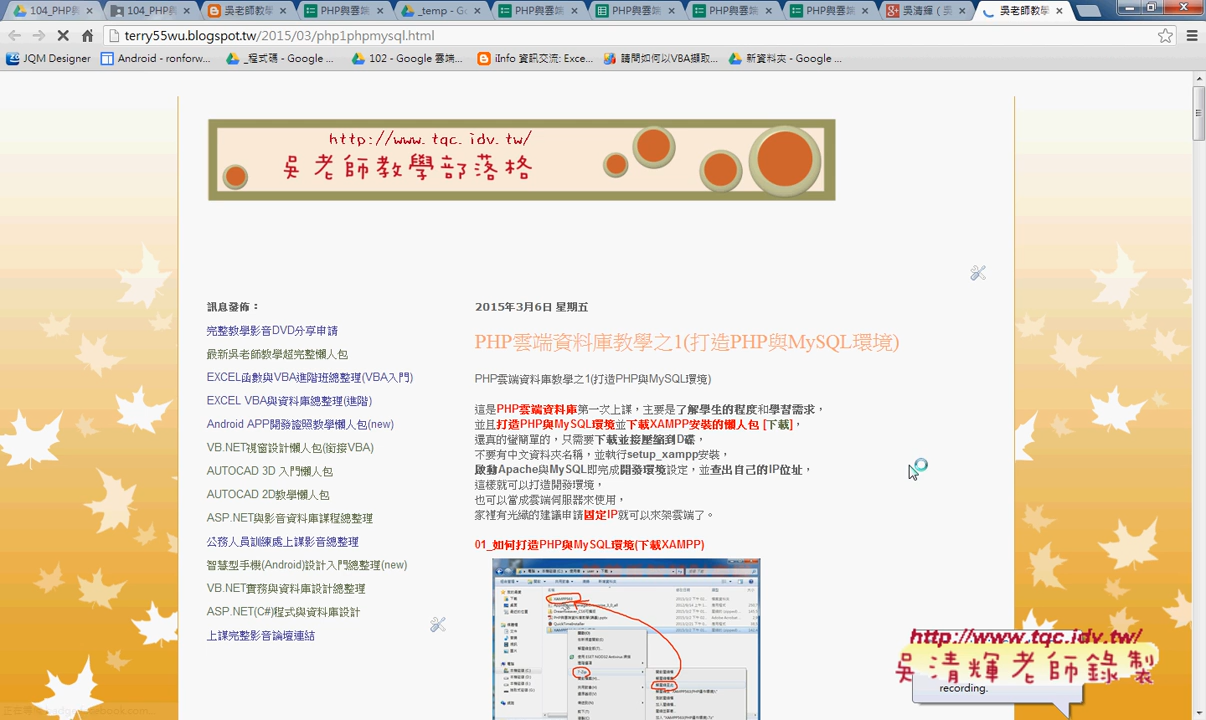 104_PHP
104_PHP
吳老師教學
PHP與雲端
_temp - Go
PHP與雲端
PHP與雲端
PHP與雲端
PHP與雲端
吳清輝 ( 吳
吳老師教學
terry55wu.blogspot.tw/2015/03/php1phpmysql.html
JQM Designer
Android - ronforw...
_程式碼 - Google ...
102 - Google 雲端...
iInfo 資訊交流: Exce...
請問如何以VBA擷取...
新資料夾 - Google ...
http://www.tqc.idv.tw/
吳老師教學部落格
訊息發佈：
完整教學影音DVD分享申請
最新吳老師教學超完整懶人包
EXCEL函數與VBA進階班總整理(VBA入門)
EXCEL VBA與資料庫總整理(進階)
Android APP開發證照教學懶人包(new)
VB.NET視窗設計懶人包(銜接VBA)
AUTOCAD 3D 入門懶人包
AUTOCAD 2D教學懶人包
ASP.NET與影音資料庫課程總整理
公務人員訓練處上課影音總整理
智慧型手機(Android)設計入門總整理(new)
VB.NET實務與資料庫設計總整理
ASP.NET(C#)程式與資料庫設計
上課完整影音論壇連結
2015年3月6日 星期五
PHP雲端資料庫教學之1(打造PHP與MySQL環境)
PHP雲端資料庫教學之1(打造PHP與MySQL環境)
這是PHP雲端資料庫第一次上課，主要是了解學生的程度和學習需求，
並且打造PHP與MySQL環境並下載XAMPP安裝的懶人包 [下載]，
還真的蠻簡單的，只需要下載並接壓縮到D碟，
不要有中文資料夾名稱，並執行setup_xampp安裝，
啟動Apache與MySQL即完成開發環境設定，並查出自己的IP位址，
這樣就可以打造開發環境，
也可以當成雲端伺服器來使用，
家裡有光纖的建議申請固定IP就可以來架雲端了。
01_如何打造PHP與MySQL環境(下載XAMPP)
http://www.tqc.idv.tw/
吳清輝老師錄製
recording.